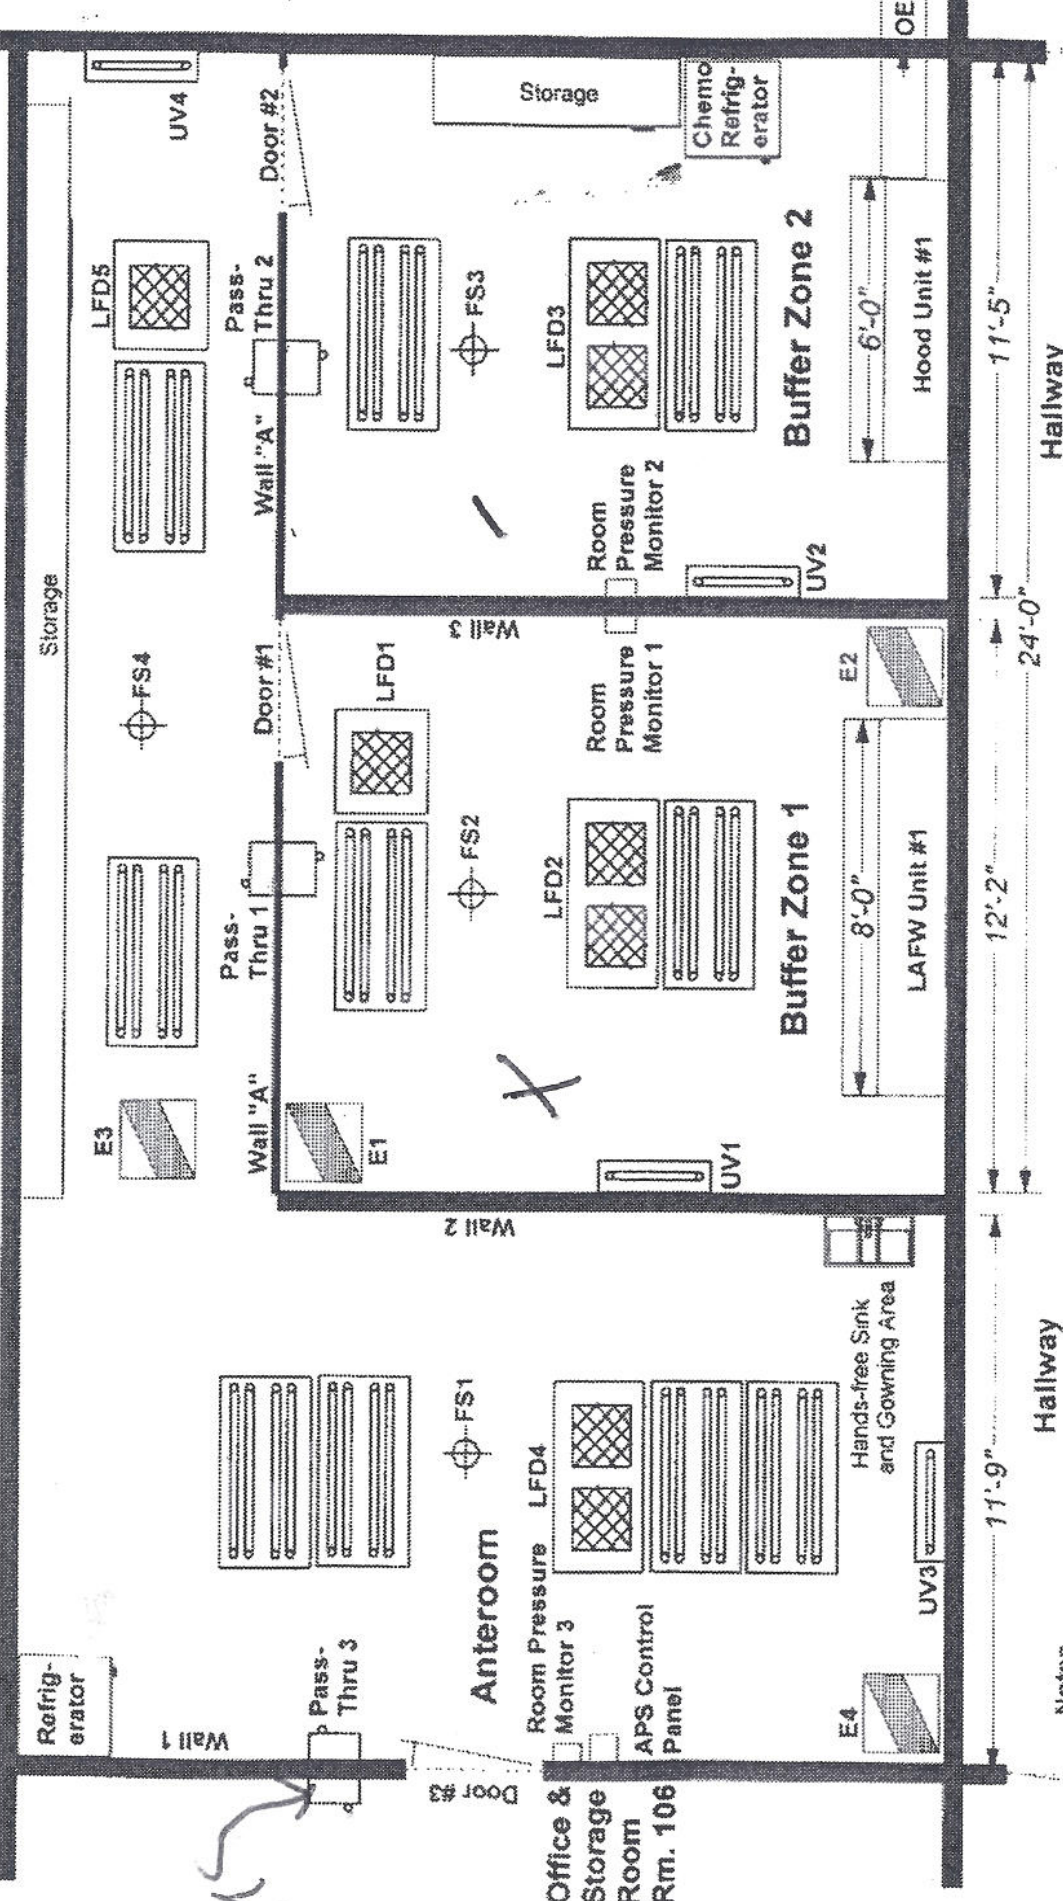 Refrig-
erator
Wall 1
Pass-
Thru 3
Door #3
Office &
Storage
Room
Rm. 106
Anteroom
Room Pressure
Monitor 3
APS Control
Panel
E4
FS1
LFD4
UV3
Hands-free Sink
and Gowning Area
11'-9"
Hallway
Storage
E3
Wall "A"
E1
Wall 2
UV1
Pass-
Thru 1
FS4
Door #1
LFD1
FS2
LFD2
Buffer Zone 1
8'-0"
LAFW Unit #1
E2
Room
Pressure
Monitor 1
Wall 3
12'-2"
24'-0"
UV4
LFD5
Pass-
Thru 2
Wall "A"
Door #2
Storage
Chemo
Refrig-
erator
FS3
LFD3
Room
Pressure
Monitor 2
UV2
Buffer Zone 2
6'-0"
Hood Unit #1
OE
11'-5"
Hallway